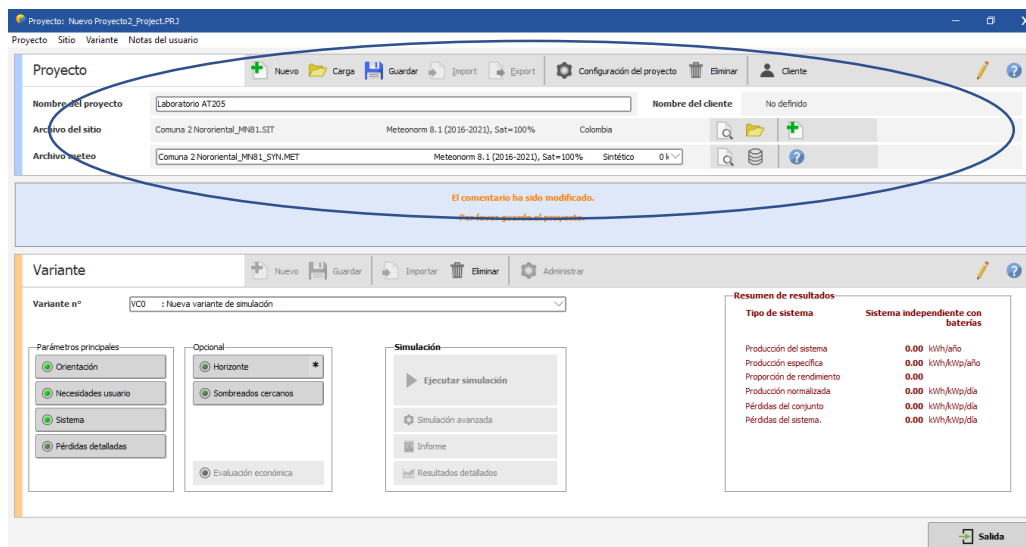 Proyecto: Nuevo Proyecto2_Project.PRJ
Proyecto Sitio Variante Notas del usuario
Proyecto Nuevo Carga Guardar Import Export Configuración del proyecto Eliminar Cliente
Nombre del proyecto Laboratorio AT205 Nombre del cliente No definido
Archivo del sitio Comuna 2 Nororiental_MN81.SIT Meteonorm 8.1 (2016-2021), Sat=100% Colombia
Archivo meteo Comuna 2 Nororiental_MN81_SYN.MET Meteonorm 8.1 (2016-2021), Sat=100% Sintético 0 k
El comentario ha sido modificado.
Por favor guarde el proyecto.
Variante Nuevo Guardar Importar Eliminar Administrar
Variante n° VC0 : Nueva variante de simulación
Resumen de resultados
Tipo de sistema Sistema independiente con
baterías
Parámetros principales Opcional Simulación
Orientación Horizonte * Ejecutar simulación
Necesidades usuario Sombreados cercanos
Sistema Simulación avanzada
Pérdidas detalladas Informe
Evaluación económica Resultados detallados
Producción del sistema 0.00 kWh/año
Producción específica 0.00 kWh/kWp/año
Proporción de rendimiento 0.00
Producción normalizada 0.00 kWh/kWp/día
Pérdidas del conjunto 0.00 kWh/kWp/día
Pérdidas del sistema. 0.00 kWh/kWp/día
Salida